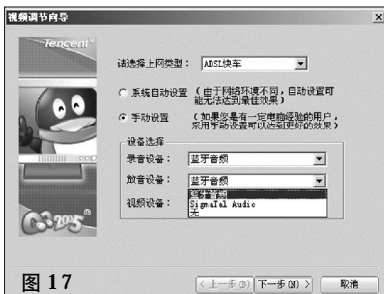 视频调节向导
Tencent
请选择上网类型：
ADSL快车
系统自动设置
（由于网络环境不同，自动设置可
能无法达到最佳效果）
手动设置
（如果您是有一定电脑经验的用户，
采用手动设置可以达到更好的效果）
设备选择
录音设备：
蓝牙音频
放音设备：
蓝牙音频
蓝牙音频
SigmaTel Audio
无
视频设备：
QQ2005
图 17
< 上一步(B)
下一步(N) >
取消